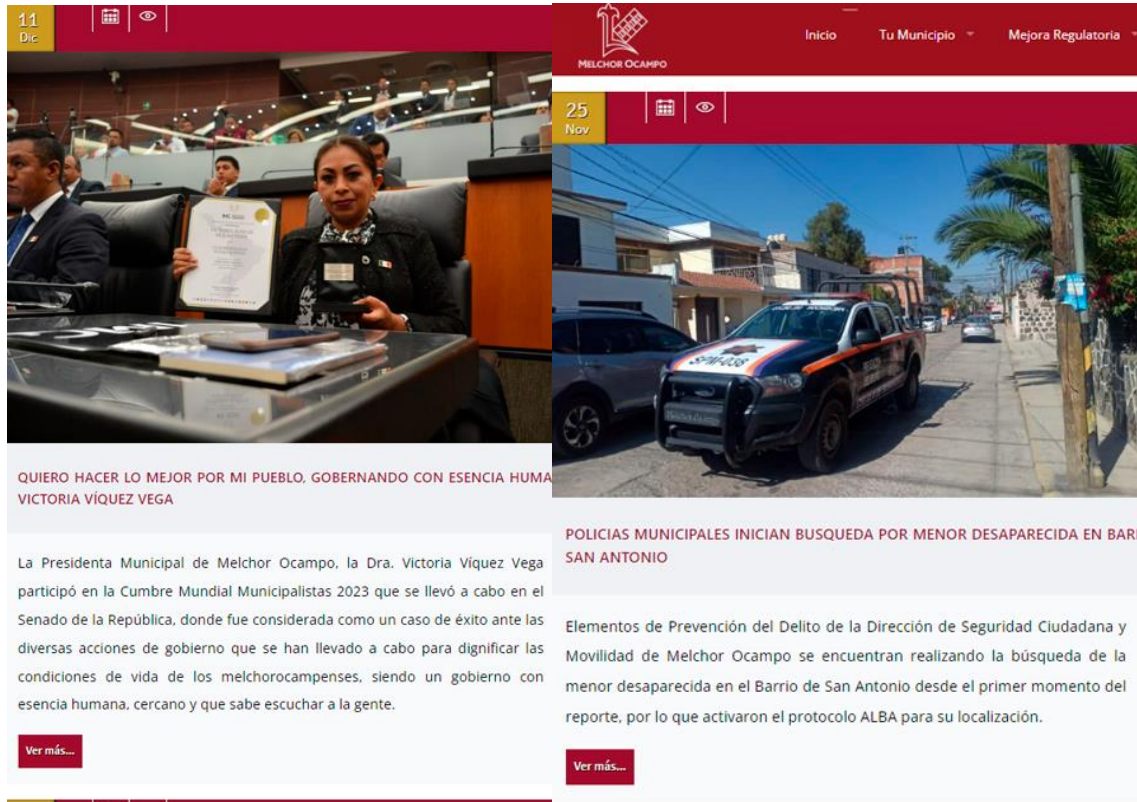 11
Dic
QUIERO HACER LO MEJOR POR MI PUEBLO, GOBERNANDO CON ESENCIA HUMA
VICTORIA VÍQUEZ VEGA
La Presidenta Municipal de Melchor Ocampo, la Dra. Victoria Víquez Vega
participó en la Cumbre Mundial Municipalistas 2023 que se llevó a cabo en el
Senado de la República, donde fue considerada como un caso de éxito ante las
diversas acciones de gobierno que se han llevado a cabo para dignificar las
condiciones de vida de los melchorocampenses, siendo un gobierno con
esencia humana, cercano y que sabe escuchar a la gente.
Ver más...
MELCHOR OCAMPO
Inicio Tu Municipio Mejora Regulatoria
25
Nov
SPM-038
POLICIAS MUNICIPALES INICIAN BUSQUEDA POR MENOR DESAPARECIDA EN BARR
SAN ANTONIO
Elementos de Prevención del Delito de la Dirección de Seguridad Ciudadana y
Movilidad de Melchor Ocampo se encuentran realizando la búsqueda de la
menor desaparecida en el Barrio de San Antonio desde el primer momento del
reporte, por lo que activaron el protocolo ALBA para su localización.
Ver más...